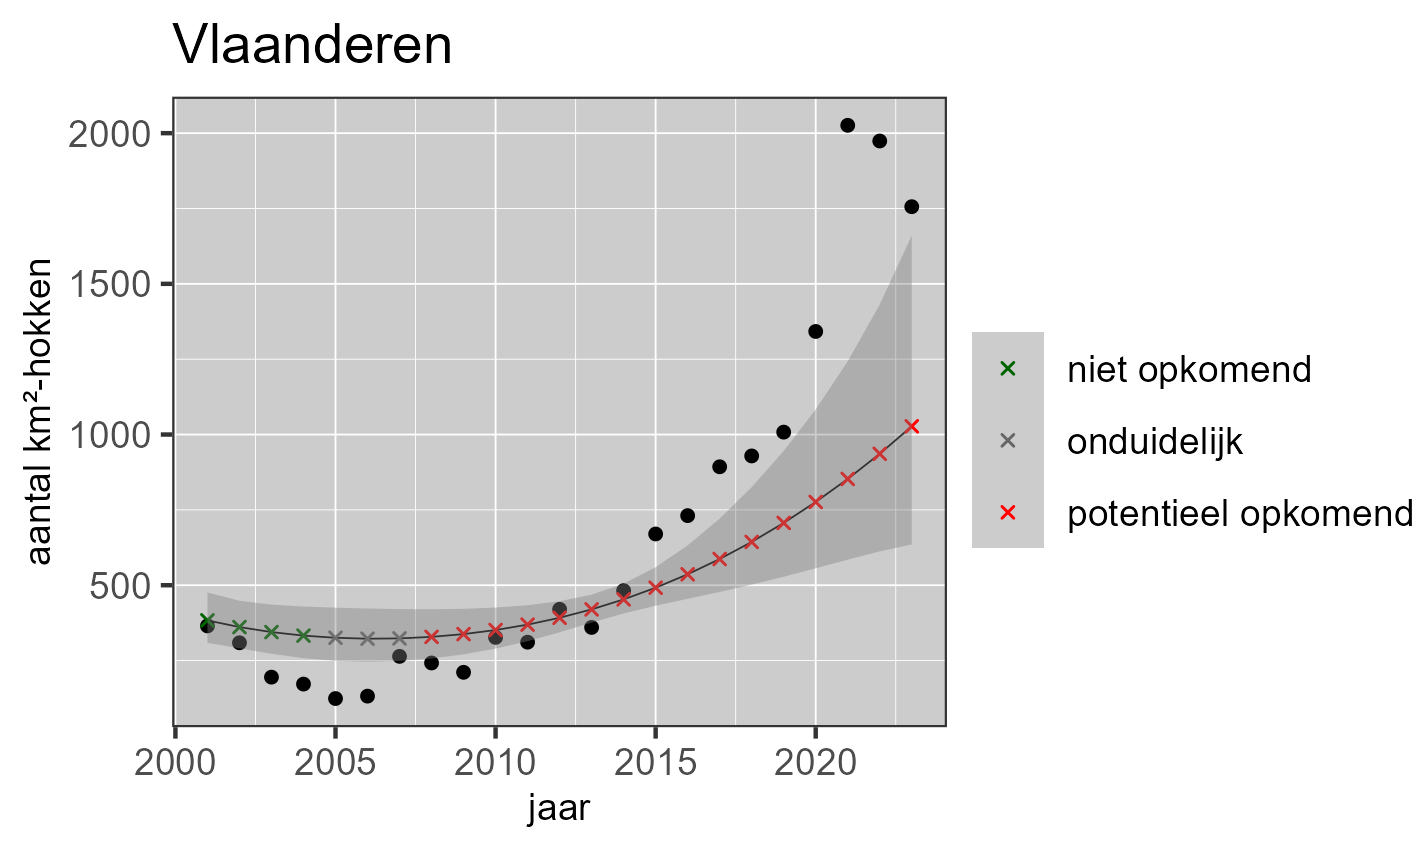 Vlaanderen
2000
1500
1000
500
aantal km²-hokken
2000 2005 2010 2015 2020
jaar
niet opkomend
onduidelijk
potentieel opkomend